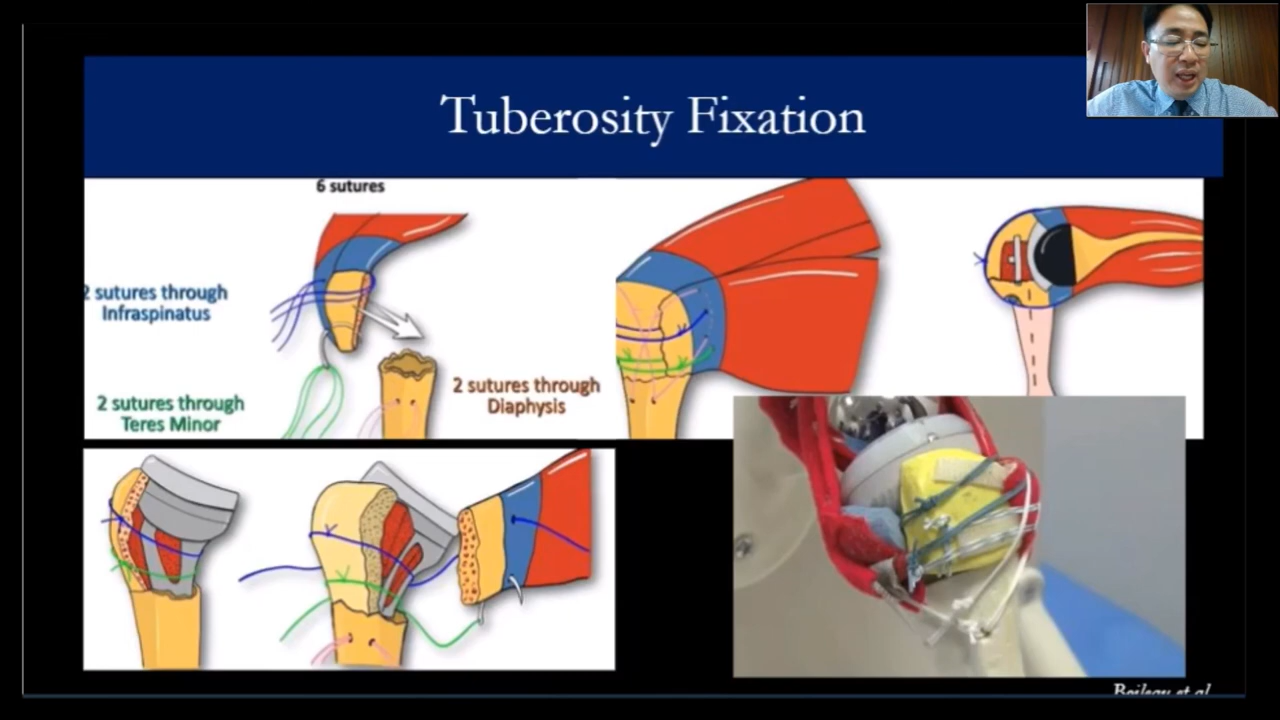 Tuberosity Fixation
6 sutures
2 sutures through
Infraspinatus
2 sutures through
Teres Minor
2 sutures through
Diaphysis
et al